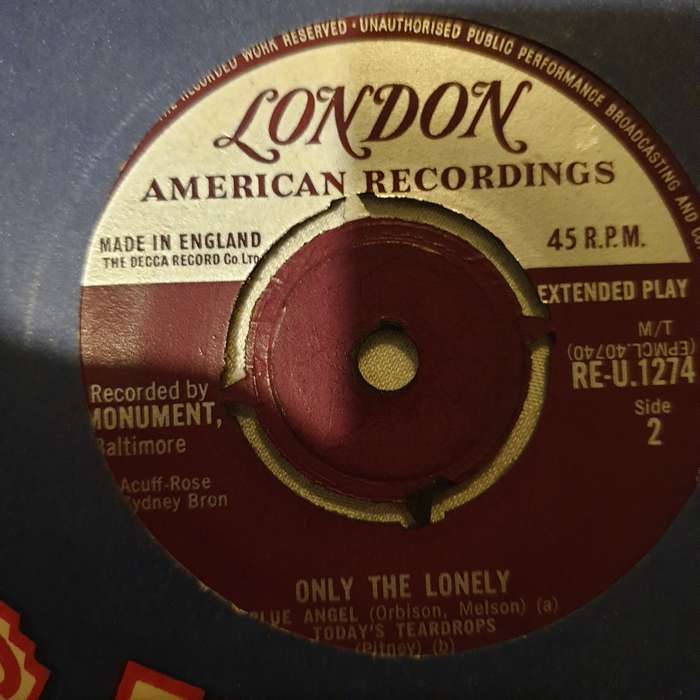 RECORDED WORK RESERVED · UNAUTHORISED PUBLIC PERFORMANCE BROADCASTING AND
LONDON
AMERICAN RECORDINGS
MADE IN ENGLAND
THE DECCA RECORD Co. Ltd
45 R.P.M.
EXTENDED PLAY
T/M
(EPMCL.40740)
RE-U.1274
Side
2
Recorded by
MONUMENT,
Baltimore
Acuff-Rose
Sydney Bron
ONLY THE LONELY
BLUE ANGEL (Orbison, Melson) (a)
TODAY'S TEARDROPS
(Pitney) (b)